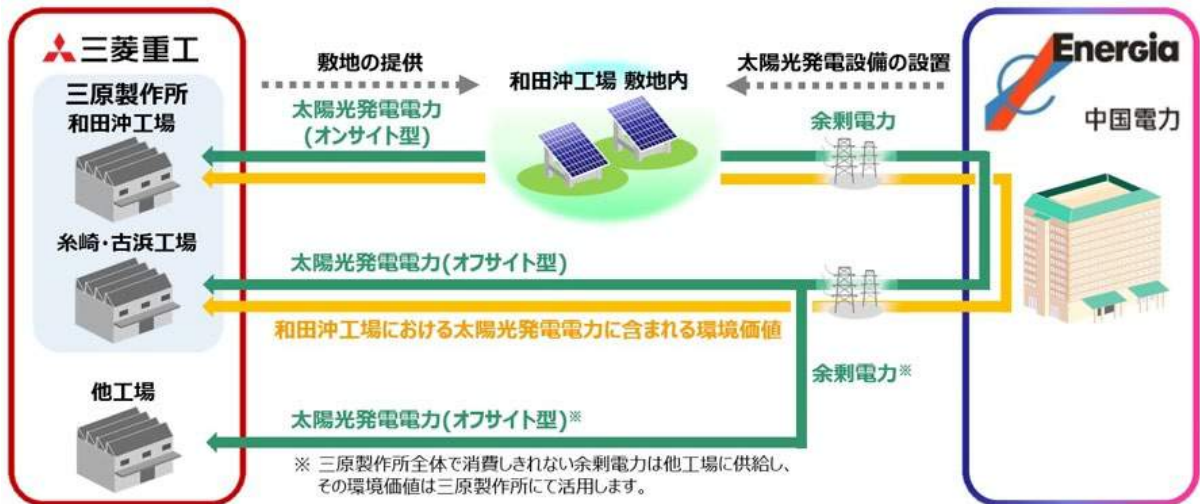 三菱重工
三原製作所
和田沖工場
糸崎・古浜工場
他工場
敷地の提供
太陽光発電電力
(オンサイト型)
和田沖工場 敷地内
太陽光発電設備の設置
余剰電力
太陽光発電電力(オフサイト型)
和田沖工場における太陽光発電電力に含まれる環境価値
余剰電力※
太陽光発電電力(オフサイト型)※
※ 三原製作所全体で消費しきれない余剰電力は他工場に供給し、
その環境価値は三原製作所にて活用します。
Energia
中国電力